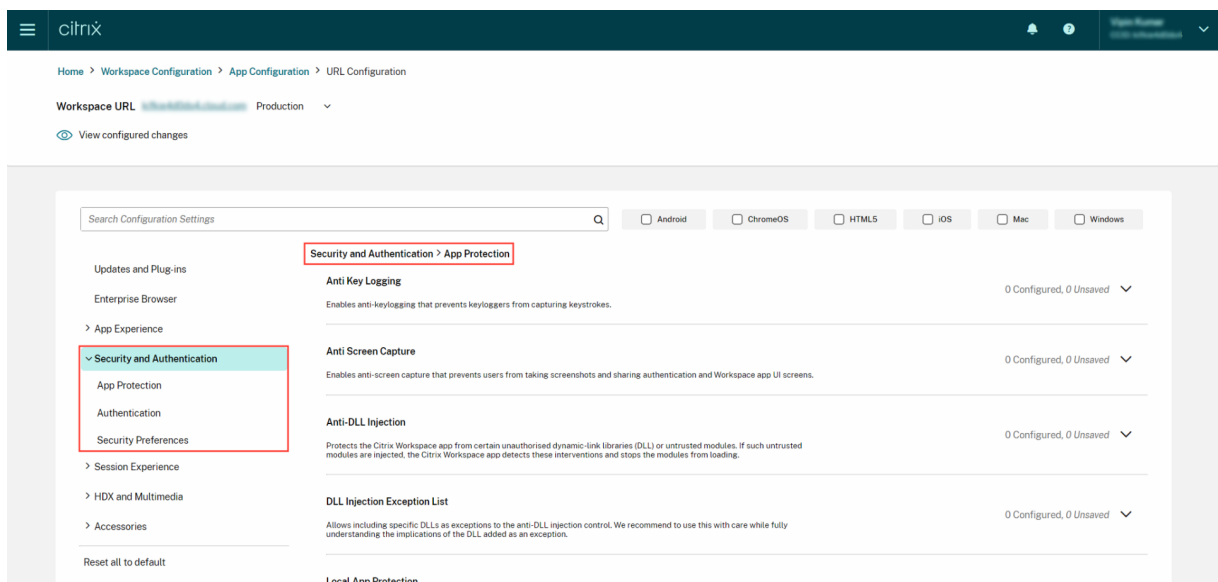 citrix
Home > Workspace Configuration > App Configuration > URL Configuration
Workspace URL
Production
View configured changes
Search Configuration Settings
Android
ChromeOS
HTML5
iOS
Mac
Windows
Updates and Plug-ins
Enterprise Browser
App Experience
Security and Authentication
App Protection
Authentication
Security Preferences
Session Experience
HDX and Multimedia
Accessories
Reset all to default
Security and Authentication > App Protection
Anti Key Logging
Enables anti-keylogging that prevents keyloggers from capturing keystrokes.
0 Configured, 0 Unsaved
Anti Screen Capture
Enables anti-screen capture that prevents users from taking screenshots and sharing authentication and Workspace app UI screens.
0 Configured, 0 Unsaved
Anti-DLL Injection
Protects the Citrix Workspace app from certain unauthorised dynamic-link libraries (DLL) or untrusted modules. If such untrusted
modules are injected, the Citrix Workspace app detects these interventions and stops the modules from loading.
0 Configured, 0 Unsaved
DLL Injection Exception List
Allows including specific DLLs as exceptions to the anti-DLL injection control. We recommend to use this with care while fully
understanding the implications of the DLL added as an exception.
0 Configured, 0 Unsaved
Local App Protection